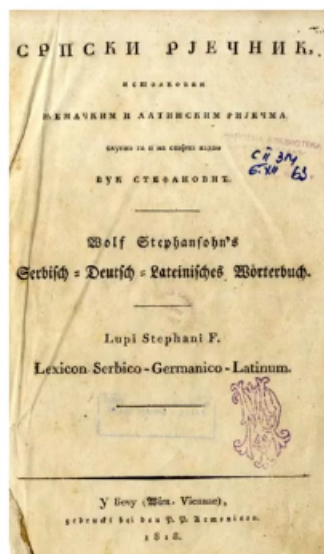 СРПСКИ РЈЕЧНИК,
истолкован
њемачким и латинским ријечма
скупио га и на свијет издао
ВУК СТЕФАНОВИЋ.
Wolf Stephansohn's
Serbisch=Deutsch=Lateinisches Wörterbuch.
Lupi Stephani F.
Lexicon Serbico-Germanico-Latinum.
У Бечу (Wien, Viennae),
gedruckt bei den P. P. Armeniern.
1818.